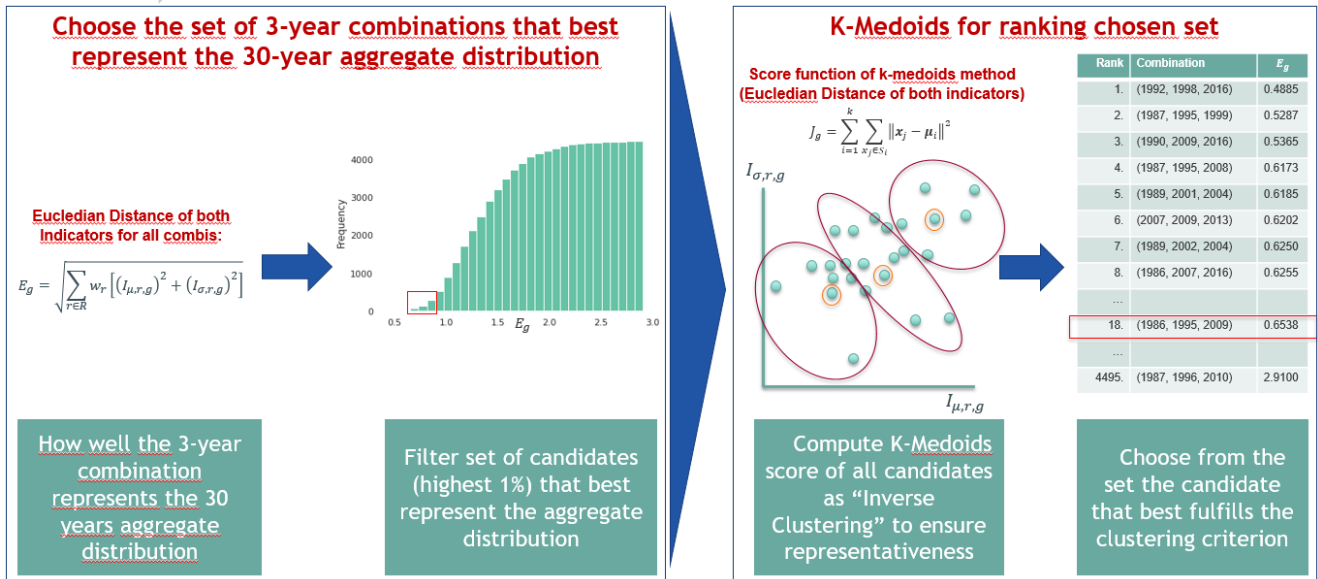 Choose the set of 3-year combinations that best
represent the 30-year aggregate distribution
Eucledian Distance of both
Indicators for all combis:
E_g = √(∑_{r∈R} w_r [(I_{μ,r,g})^2 + (I_{σ,r,g})^2])
Frequency
4000
3000
2000
1000
0
0.5
1.0
1.5
2.0
2.5
3.0
E_g
How well the 3-year
combination
represents the 30
years aggregate
distribution
Filter set of candidates
(highest 1%) that best
represent the aggregate
distribution
K-Medoids for ranking chosen set
Score function of k-medoids method
(Eucledian Distance of both indicators)
J_g = ∑_{i=1}^{k} ∑_{x_j∈S_i} ‖x_j − μ_i‖^2
I_{σ,r,g}
I_{μ,r,g}
Rank Combination E_g
1. (1992, 1998, 2016) 0.4885
2. (1987, 1995, 1999) 0.5287
3. (1990, 2009, 2016) 0.5365
4. (1987, 1995, 2008) 0.6173
5. (1989, 2001, 2004) 0.6185
6. (2007, 2009, 2013) 0.6202
7. (1989, 2002, 2004) 0.6250
8. (1986, 2007, 2016) 0.6255
...
18. (1986, 1995, 2009) 0.6538
...
4495. (1987, 1996, 2010) 2.9100
Compute K-Medoids
score of all candidates
as “Inverse
Clustering” to ensure
representativeness
Choose from the
set the candidate
that best fulfills the
clustering criterion